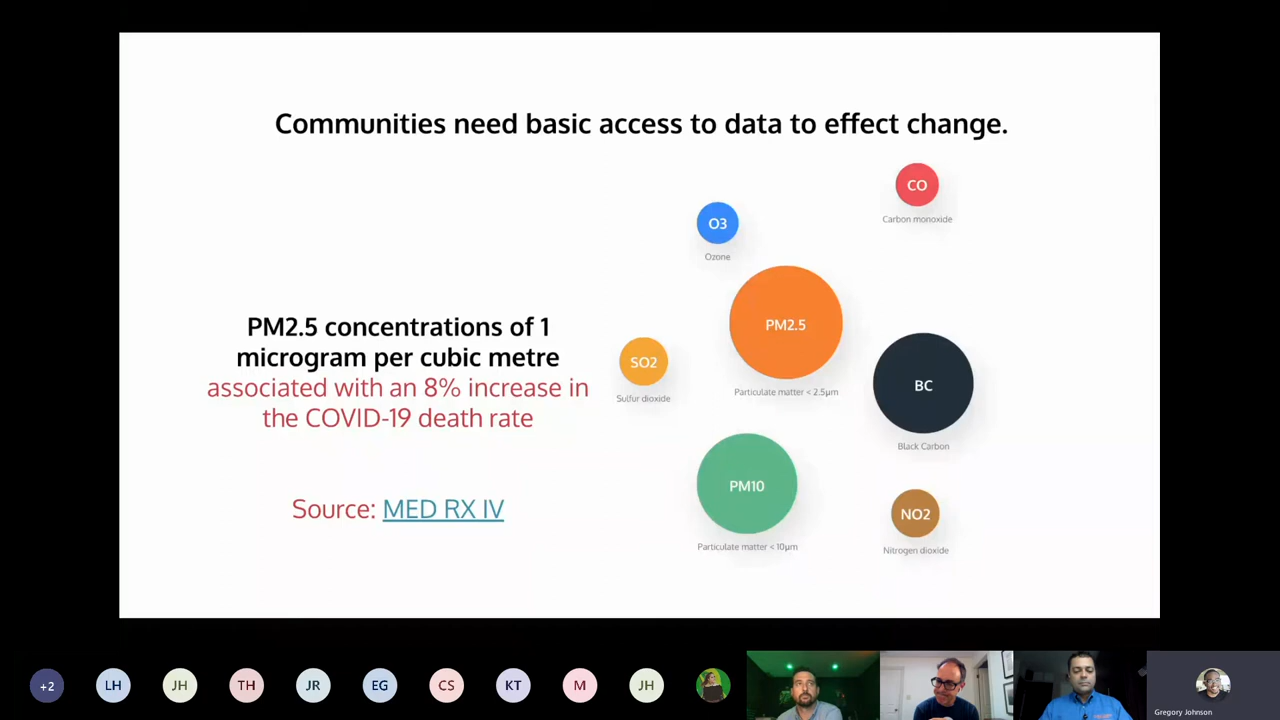 Communities need basic access to data to effect change.
CO
Carbon monoxide
O3
Ozone
PM2.5 concentrations of 1
microgram per cubic metre
associated with an 8% increase in
the COVID-19 death rate
PM2.5
Particulate matter < 2.5μm
SO2
Sulfur dioxide
BC
Black Carbon
Source: MED RX IV
PM10
Particulate matter < 10μm
NO2
Nitrogen dioxide
+2
LH
JH
TH
JR
EG
CS
KT
M
JH
Gregory Johnson